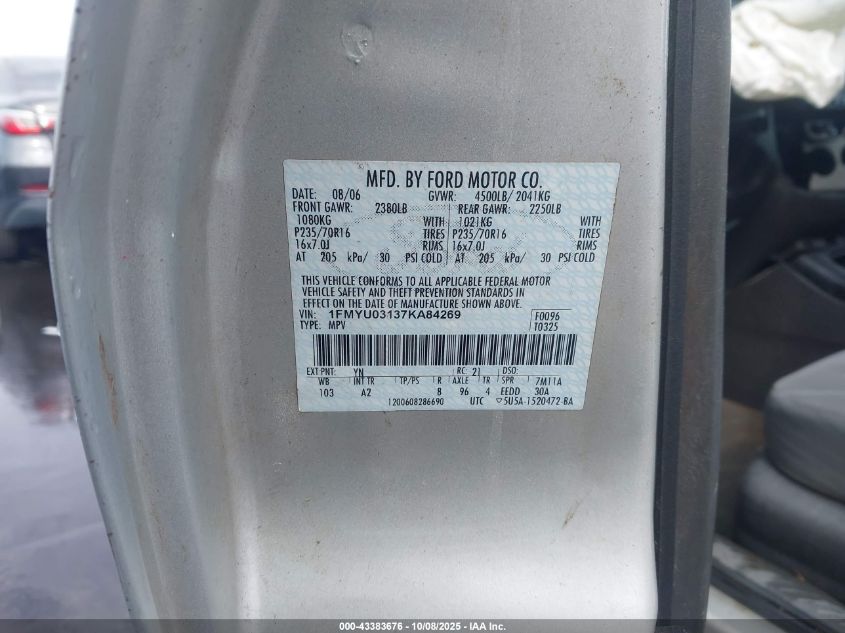 MFD. BY FORD MOTOR CO.
DATE: 08/06 GVWR: 4500LB/ 2041KG
FRONT GAWR: 2380LB REAR GAWR: 2250LB
1080KG WITH 1021KG WITH
P235/70R16 TIRES P235/70R16 TIRES
16x7.0J RIMS 16x7.0J RIMS
AT 205 kPa/ 30 PSI COLD AT 205 kPa/ 30 PSI COLD
THIS VEHICLE CONFORMS TO ALL APPLICABLE FEDERAL MOTOR
VEHICLE SAFETY AND THEFT PREVENTION STANDARDS IN
EFFECT ON THE DATE OF MANUFACTURE SHOWN ABOVE.
VIN: 1FMYU03137KA84269 F0096
TYPE: MPV T0325
EXT PNT: YN RC: 21 DSO:
WB INT TR TP/PS R AXLE TR SPR 7M11A
103 A2 8 96 4 EEDD 30A
1200608286690 UTC 5U5A-1520472-BA
000-43383676 - 10/08/2025 - IAA Inc.